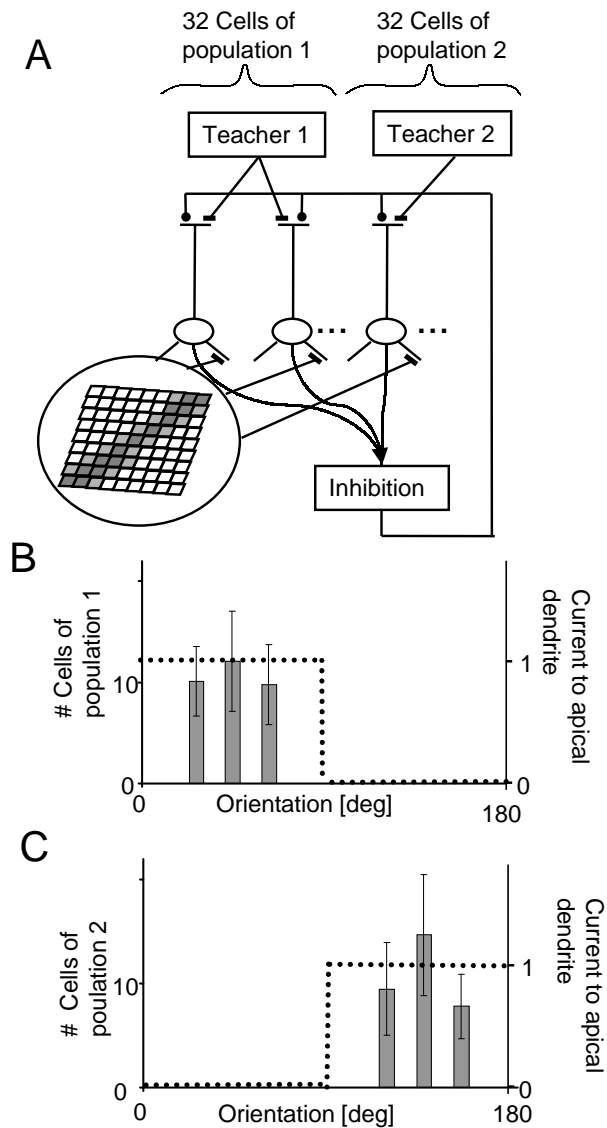 A
32 Cells of
population 1
32 Cells of
population 2
Teacher 1
Teacher 2
...
...
Inhibition
B
# Cells of
population 1
10
0
0
Orientation [deg]
180
1
0
Current to apical
dendrite
C
# Cells of
poulation 2
10
0
0
Orientation [deg]
180
1
0
Current to apical
dendrite